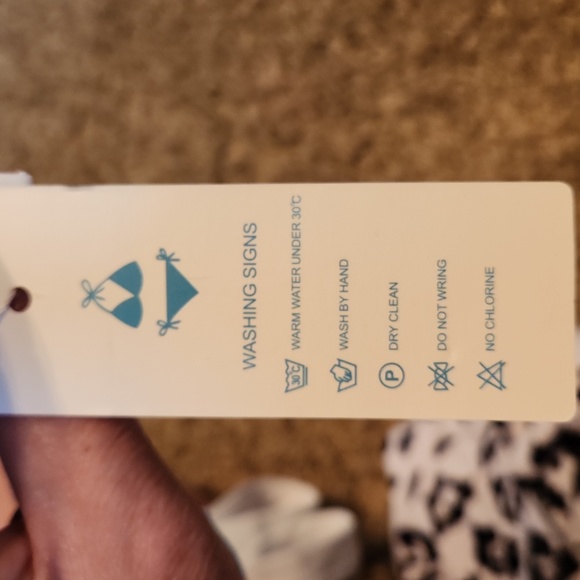 WASHING SIGNS
30℃ WARM WATER UNDER 30℃
WASH BY HAND
P DRY CLEAN
DO NOT WRING
NO CHLORINE